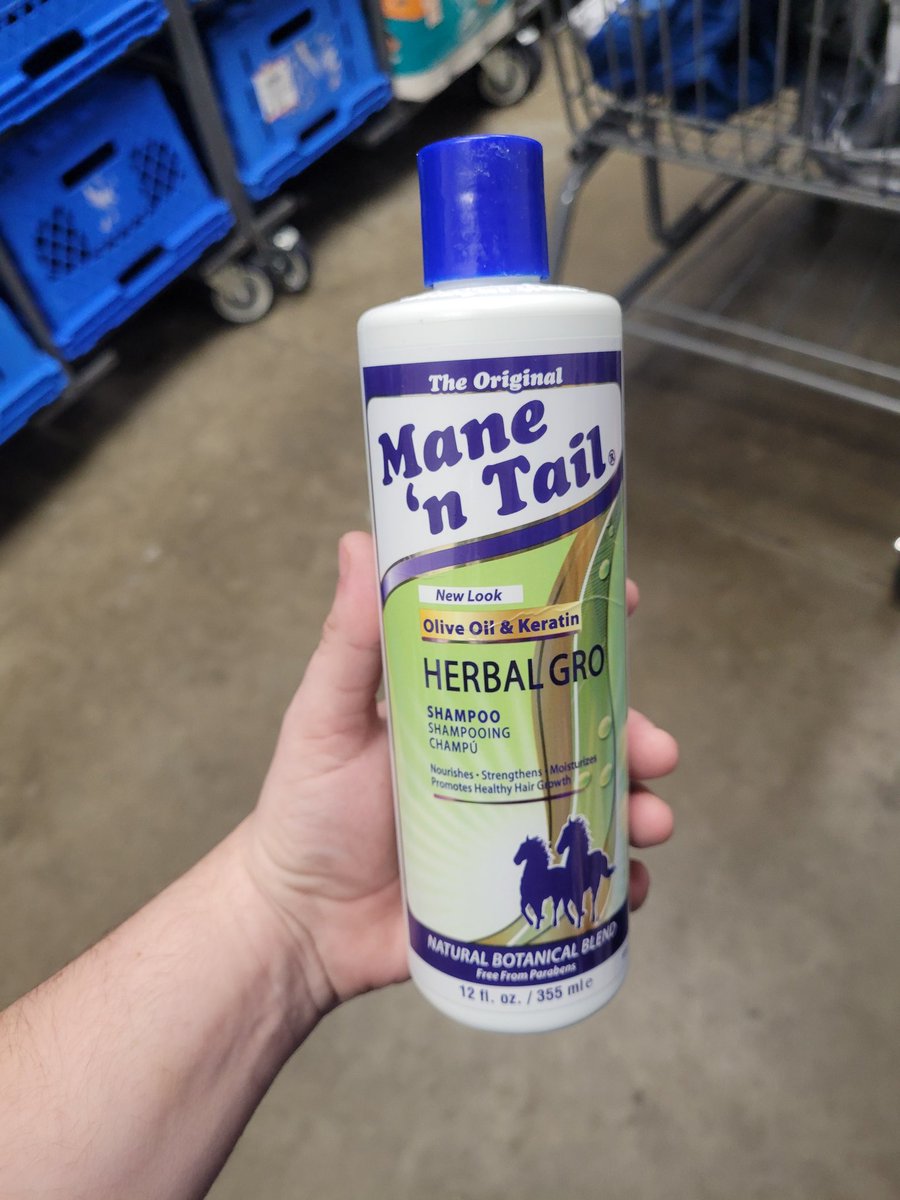 The Original
Mane
'n Tail®
New Look
Olive Oil & Keratin
HERBAL GRO
SHAMPOO
SHAMPOOING
CHAMPÚ
Nourishes • Strengthens • Moisturizes
Promotes Healthy Hair Growth
NATURAL BOTANICAL BLEND
Free From Parabens
12 fl. oz. / 355 ml e